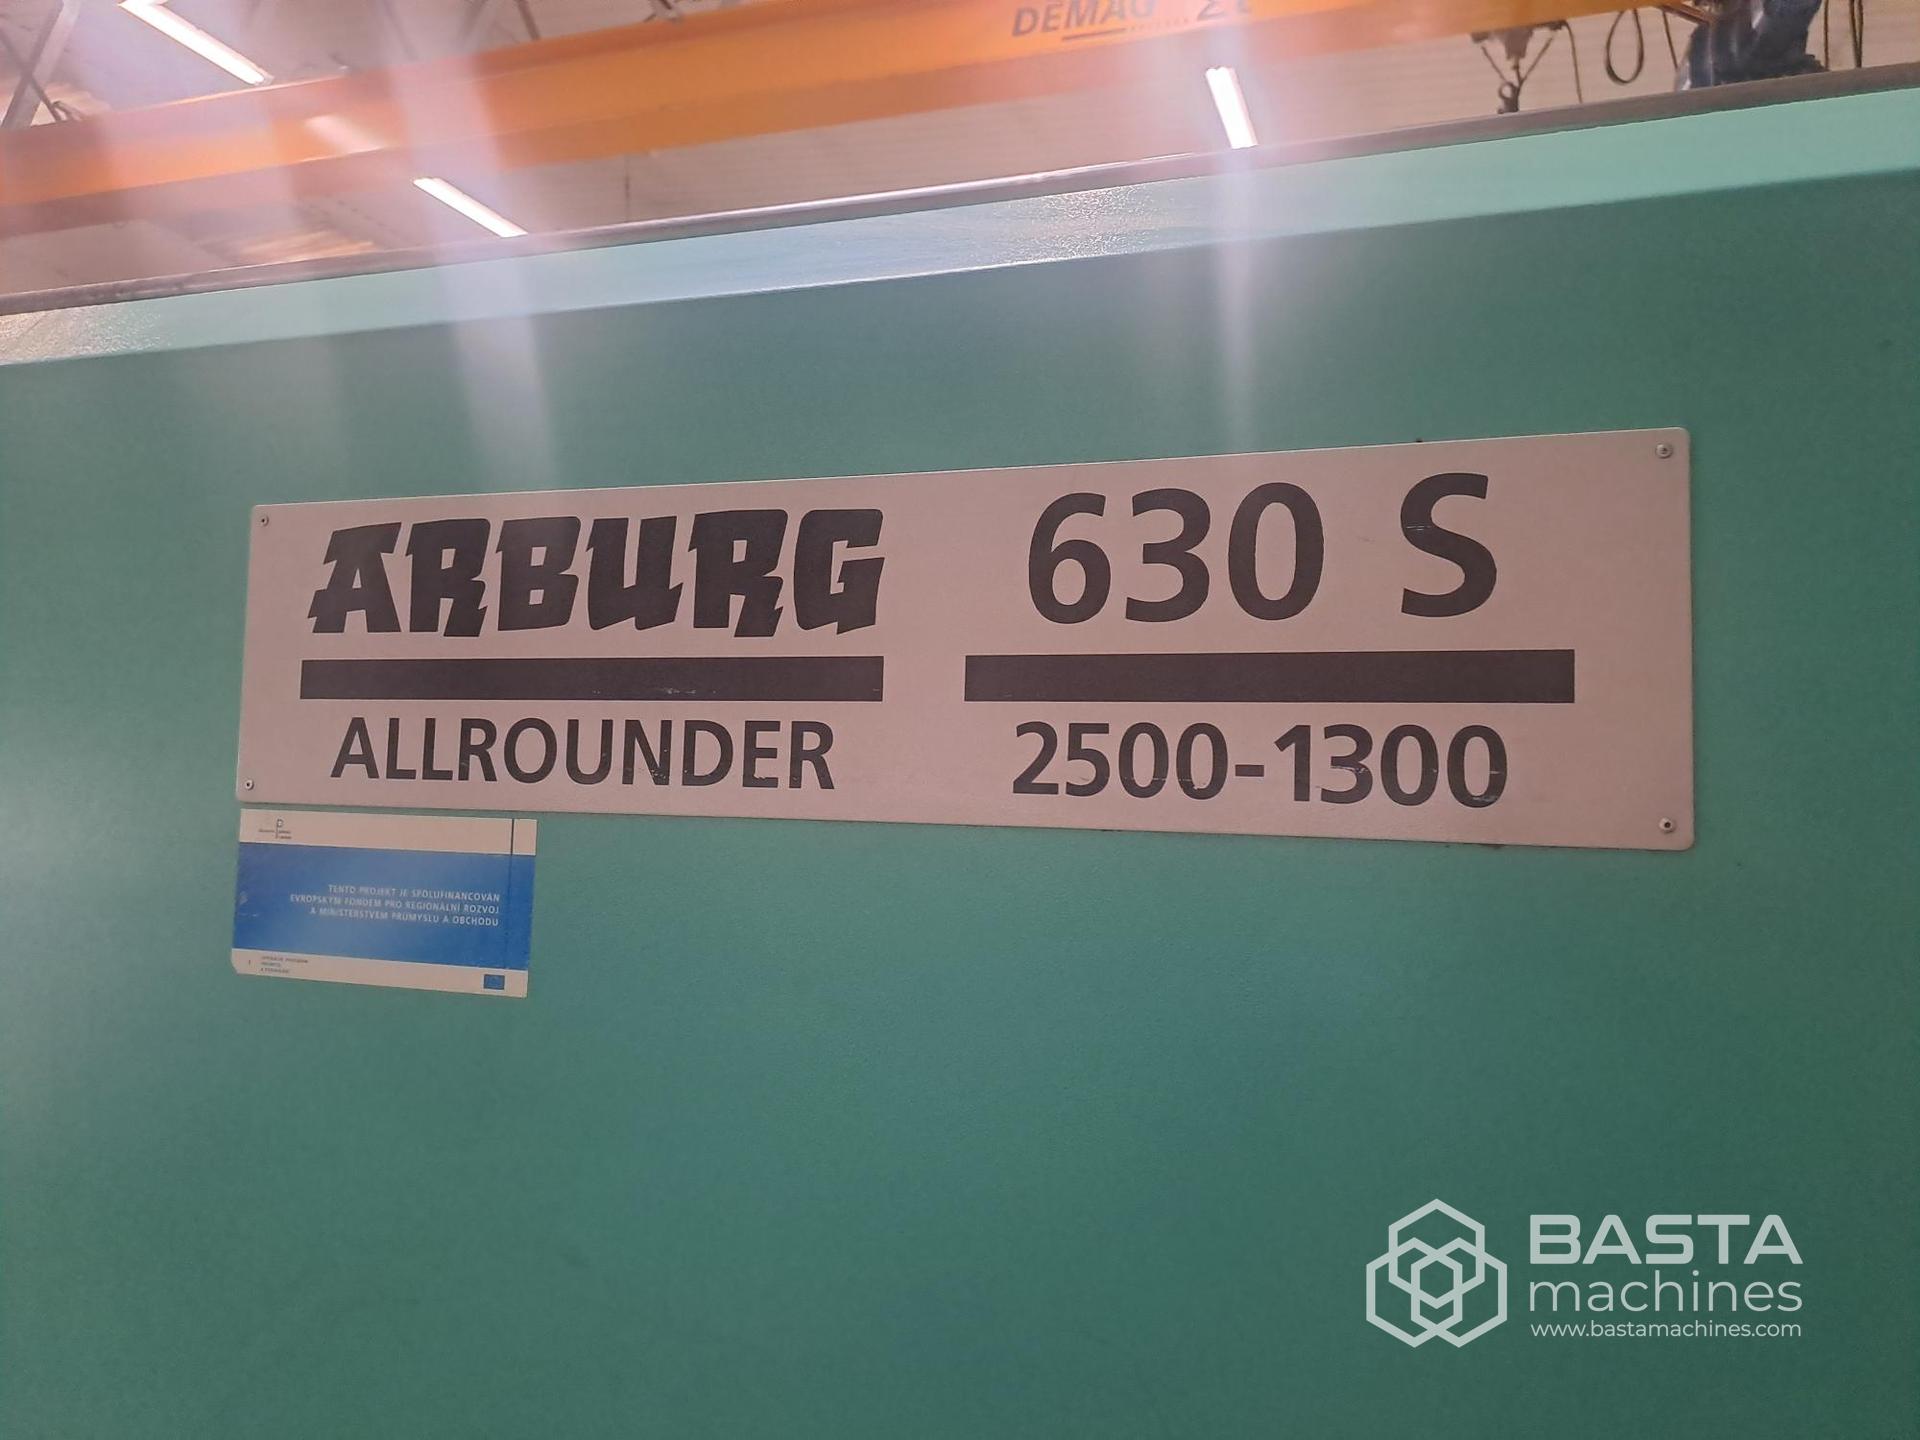 DEMAG
ARBURG
630 S
ALLROUNDER
2500-1300
TENTO PROJEKT JE SPOLUFINANCOVÁN
EVROPSKÝM FONDEM PRO REGIONÁLNÍ ROZVOJ
A MINISTERSTVEM PRŮMYSLU A OBCHODU
BASTA
machines
www.bastamachines.com